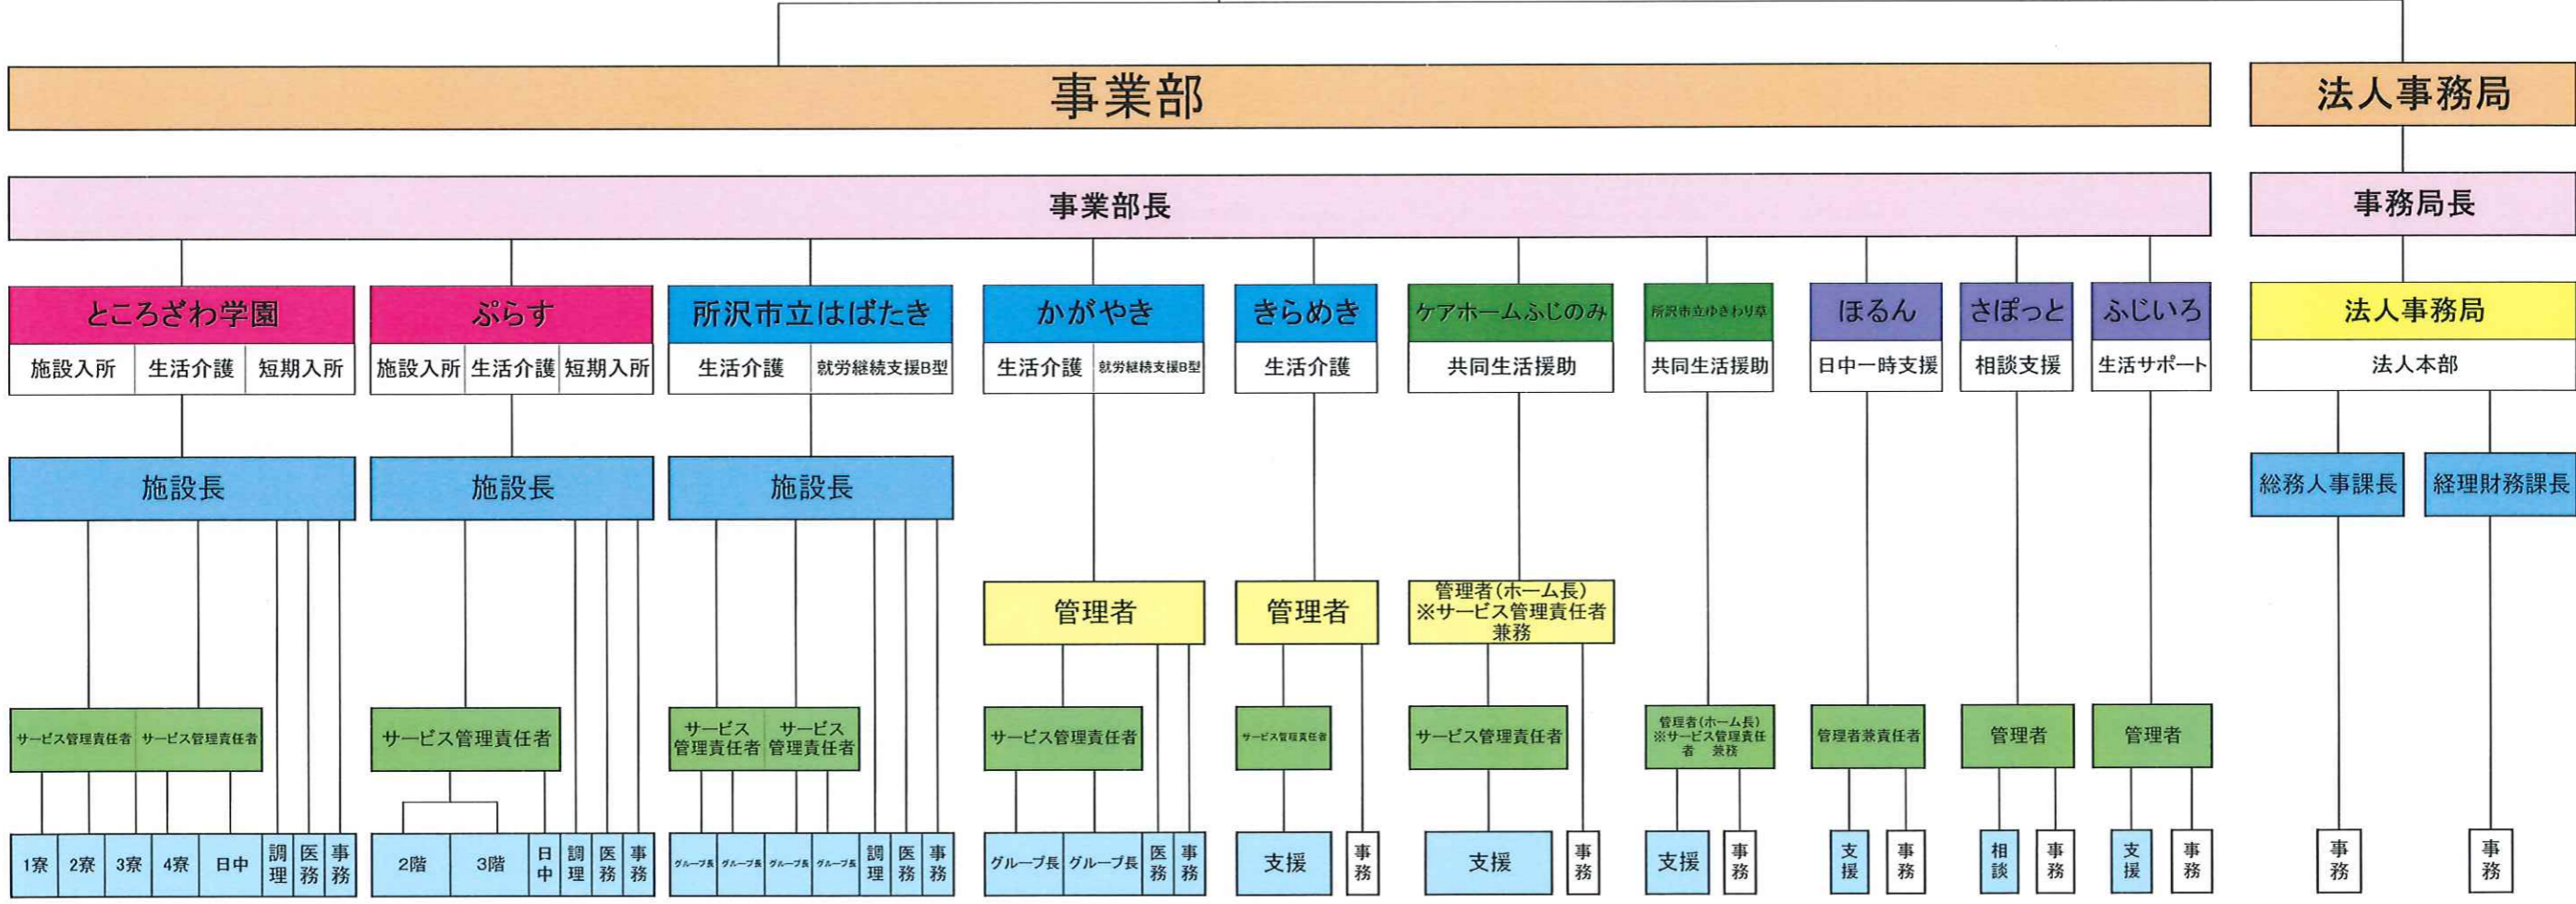 事業部
法人事務局
事業部長
事務局長
ところざわ学園
ぷらす
所沢市立はばたき
かがやき
きらめき
ケアホームふじのみ
所沢市立ゆきわり草
ほるん
さぽっと
ふじいろ
法人事務局
施設入所
生活介護
短期入所
施設入所
生活介護
短期入所
生活介護
就労継続支援B型
生活介護
就労継続支援B型
生活介護
共同生活援助
共同生活援助
日中一時支援
相談支援
生活サポート
法人本部
施設長
施設長
施設長
総務人事課長
経理財務課長
管理者
管理者
管理者(ホーム長)
※サービス管理責任者
兼務
サービス管理責任者
サービス管理責任者
サービス管理責任者
サービス
管理責任者
サービス
管理責任者
サービス管理責任者
サービス管理責任者
サービス管理責任者
管理者(ホーム長)
※サービス管理責任
者 兼務
管理者兼責任者
管理者
管理者
1寮
2寮
3寮
4寮
日中
調理
医務
事務
2階
3階
日中
調理
医務
事務
グループ長
グループ長
グループ長
グループ長
調理
医務
事務
グループ長
グループ長
医務
事務
支援
事務
支援
事務
支援
事務
支援
事務
相談
事務
支援
事務
事務
事務